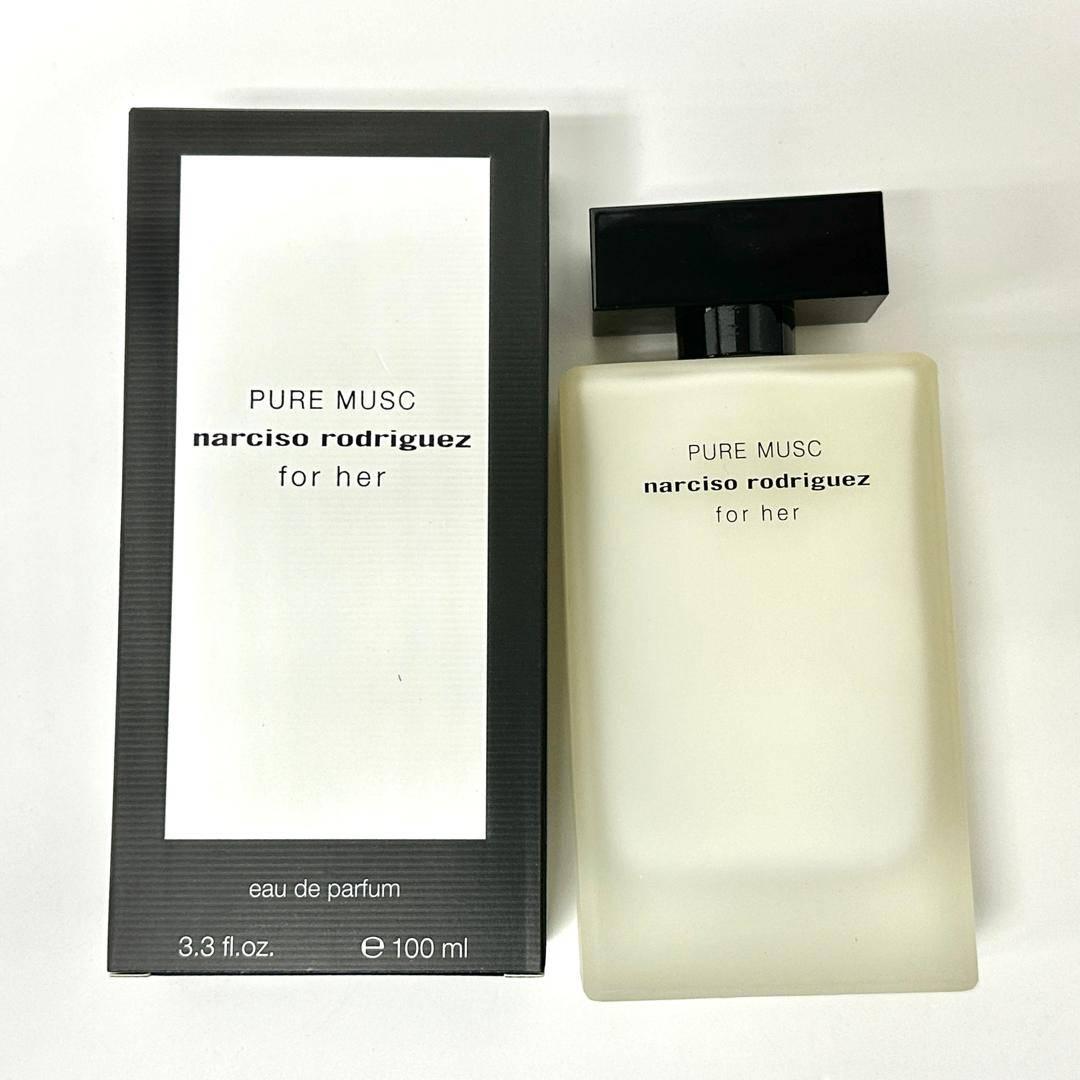 PURE MUSC
narciso rodriguez
for her
eau de parfum
3.3 fl.oz. ℮ 100 ml
PURE MUSC
narciso rodriguez
for her